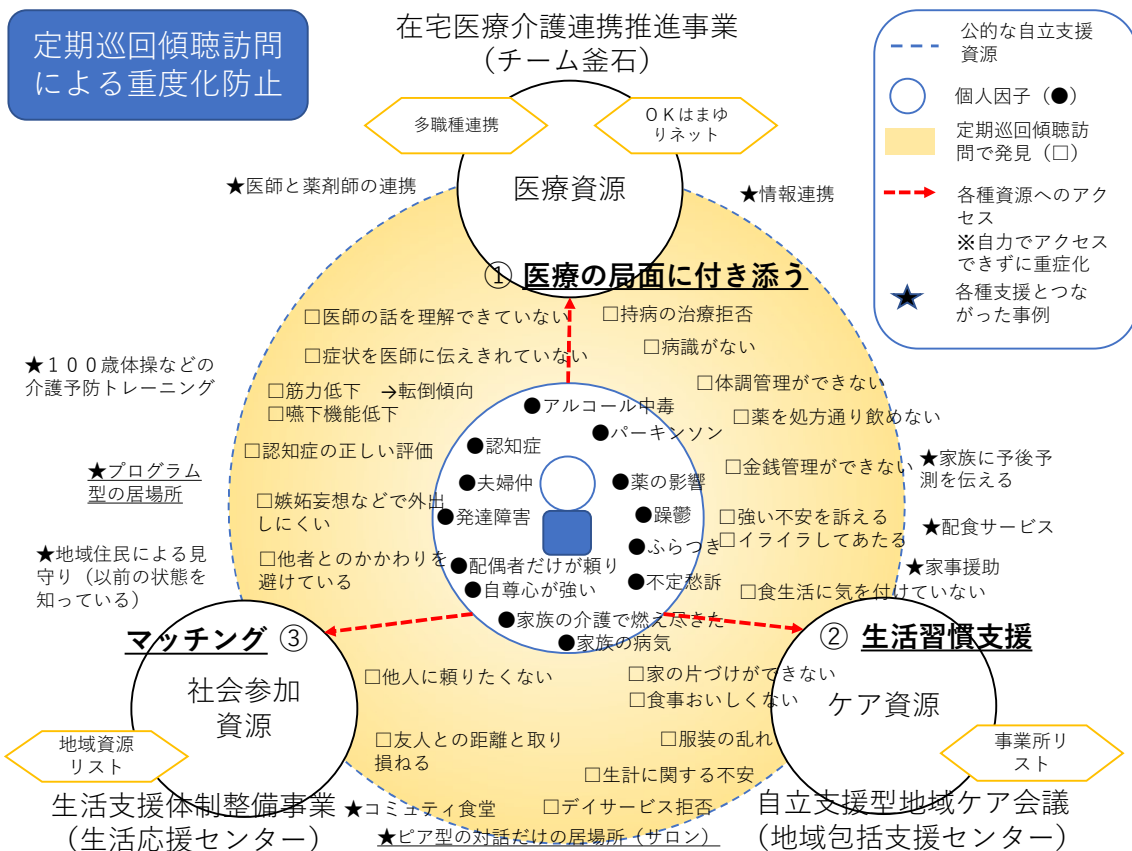 定期巡回傾聴訪問
による重度化防止
在宅医療介護連携推進事業
（チーム釜石）
多職種連携
ＯＫはまゆ
りネット
医療資源
公的な自立支援
資源
個人因子（●）
定期巡回傾聴訪
問で発見（□）
各種資源へのアク
セス
※自力でアクセス
できずに重症化
各種支援とつな
がった事例
★医師と薬剤師の連携
★情報連携
① 医療の局面に付き添う
□医師の話を理解できていない
□持病の治療拒否
□症状を医師に伝えきれていない
□病識がない
★１００歳体操などの
介護予防トレーニング
□筋力低下　→転倒傾向
□嚥下機能低下
□体調管理ができない
□薬を処方通り飲めない
●アルコール中毒
●パーキンソン
●認知症
□認知症の正しい評価
□金銭管理ができない
★家族に予後予
測を伝える
★プログラム
型の居場所
●夫婦仲
●薬の影響
□嫉妬妄想などで外出
しにくい
●発達障害
●躁鬱
□強い不安を訴える
□イライラしてあたる
★配食サービス
★地域住民による見
守り（以前の状態を
知っている）
□他者とのかかわりを
避けている
●ふらつき
●配偶者だけが頼り
●不定愁訴
★家事援助
●自尊心が強い
□食生活に気を付けていない
●家族の介護で燃え尽きた
●家族の病気
マッチング ③
② 生活習慣支援
社会参加
資源
□他人に頼りたくない
□家の片づけができない
□食事おいしくない
ケア資源
地域資源
リスト
□友人との距離と取り
損ねる
□服装の乱れ
事業所リ
スト
□生計に関する不安
生活支援体制整備事業
（生活応援センター）
★コミュティ食堂
□デイサービス拒否
★ピア型の対話だけの居場所（サロン）
自立支援型地域ケア会議
（地域包括支援センター）